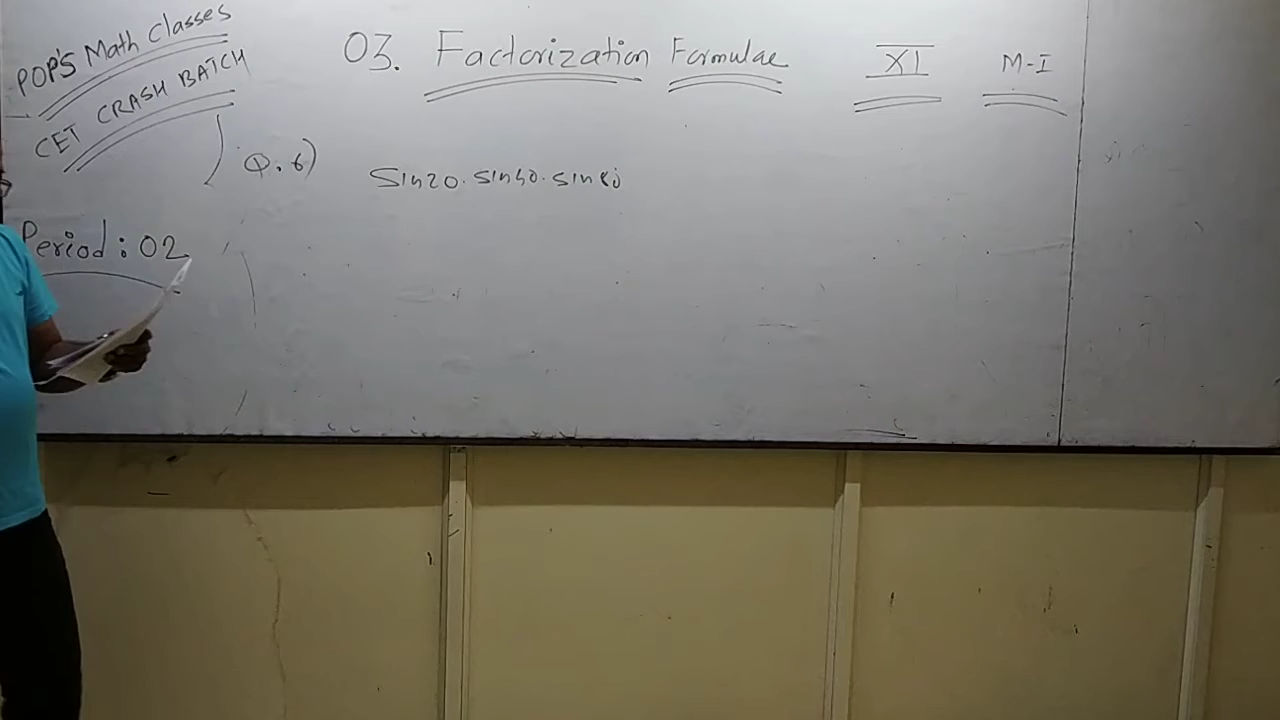 POP'S Math Classes
CET CRASH BATCH
03. Factorization Formulae XI M-I
Q.6) Sin20.sin40.sin80
Period: 02